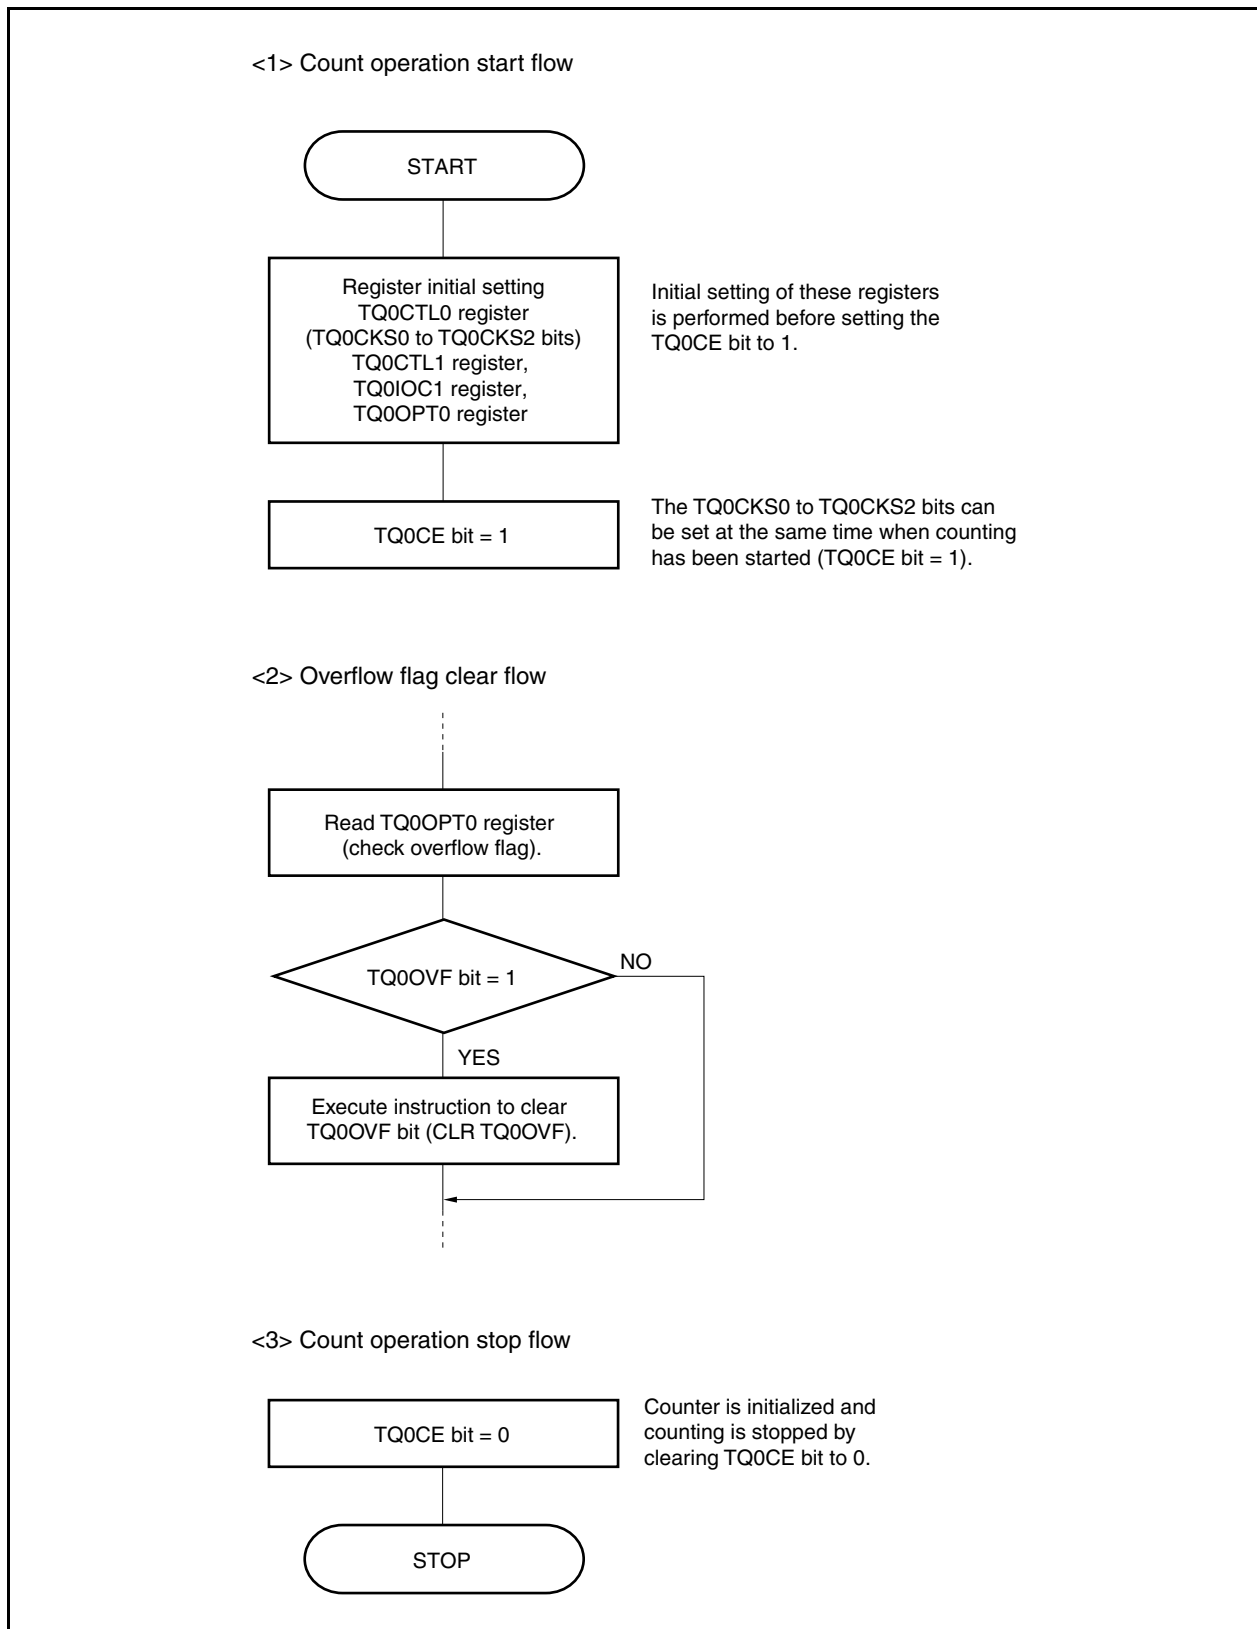 <1> Count operation start flow
START
Register initial setting
TQ0CTL0 register
(TQ0CKS0 to TQ0CKS2 bits)
TQ0CTL1 register,
TQ0IOC1 register,
TQ0OPT0 register
Initial setting of these registers
is performed before setting the
TQ0CE bit to 1.
TQ0CE bit = 1
The TQ0CKS0 to TQ0CKS2 bits can
be set at the same time when counting
has been started (TQ0CE bit = 1).
<2> Overflow flag clear flow
Read TQ0OPT0 register
(check overflow flag).
TQ0OVF bit = 1
NO
YES
Execute instruction to clear
TQ0OVF bit (CLR TQ0OVF).
<3> Count operation stop flow
TQ0CE bit = 0
Counter is initialized and
counting is stopped by
clearing TQ0CE bit to 0.
STOP